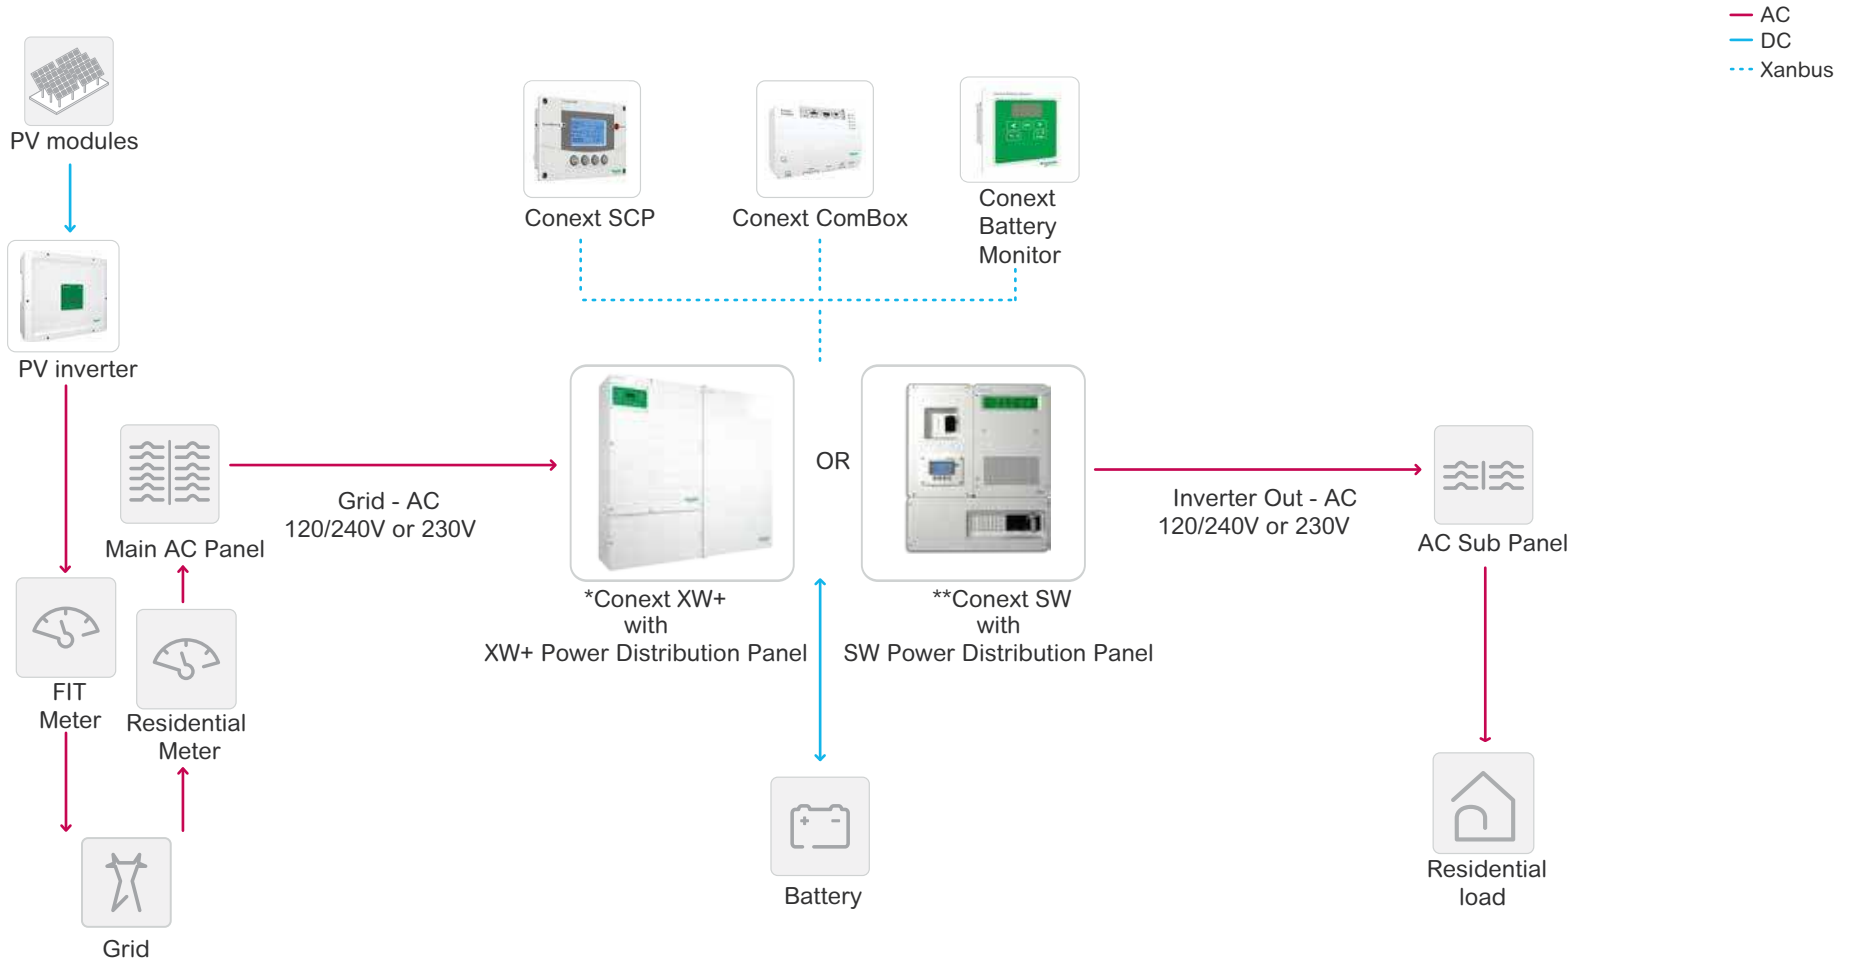 AC
DC
Xanbus
PV modules
Conext SCP
Conext ComBox
Conext
Battery
Monitor
PV inverter
OR
Grid - AC
120/240V or 230V
Inverter Out - AC
120/240V or 230V
Main AC Panel
AC Sub Panel
*Conext XW+
with
XW+ Power Distribution Panel
**Conext SW
with
SW Power Distribution Panel
FIT
Meter
Residential
Meter
Battery
Residential
load
Grid